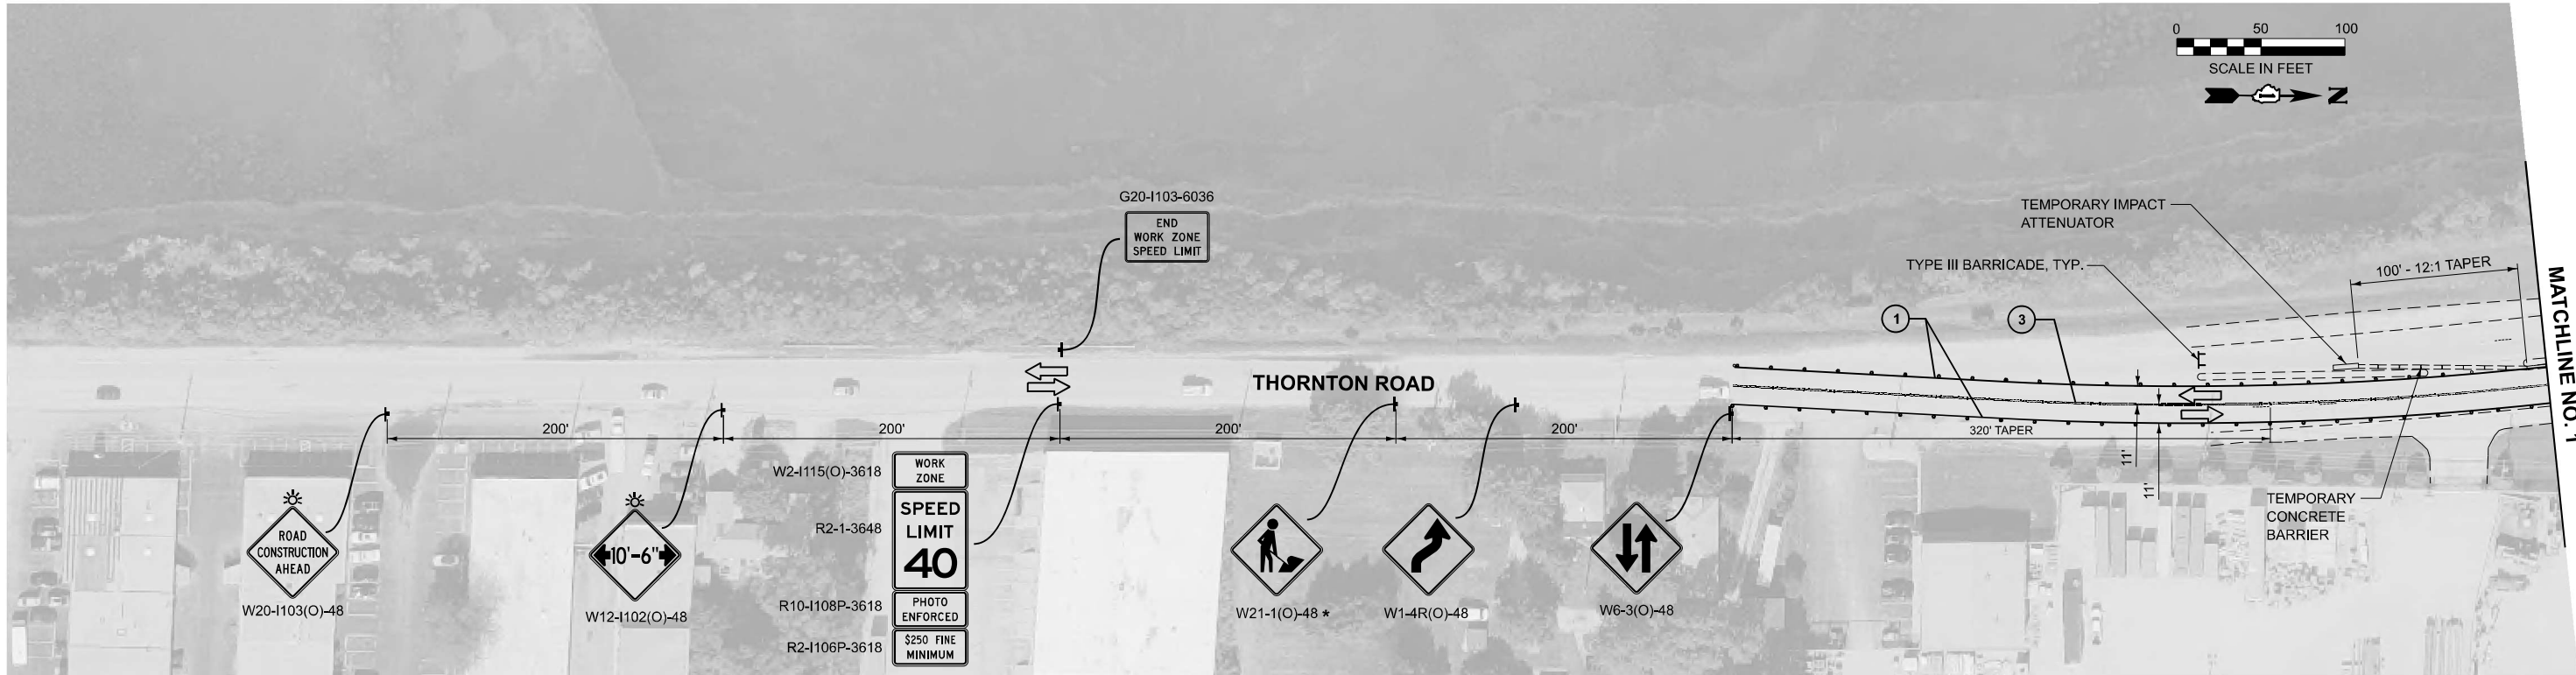 0 50 100
SCALE IN FEET
N
G20-I103-6036
END
WORK ZONE
SPEED LIMIT
TEMPORARY IMPACT
ATTENUATOR
TYPE III BARRICADE, TYP.
100' - 12:1 TAPER
MATCHLINE NO. 1
1
3
THORNTON ROAD
200'
200'
200'
200'
320' TAPER
11'
11'
ROAD
CONSTRUCTION
AHEAD
W20-I103(O)-48
10'-6"
W12-I102(O)-48
W2-I115(O)-3618
WORK
ZONE
R2-1-3648
SPEED
LIMIT
40
R10-I108P-3618
PHOTO
ENFORCED
R2-I106P-3618
$250 FINE
MINIMUM
W21-1(O)-48 *
W1-4R(O)-48
W6-3(O)-48
TEMPORARY
CONCRETE
BARRIER